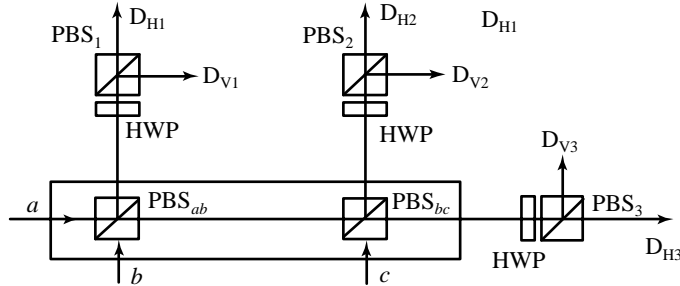 D_H1
D_H2
D_H1
PBS_1
PBS_2
D_V1
D_V2
HWP
HWP
D_V3
a
PBS_ab
PBS_bc
PBS_3
b
c
HWP
D_H3